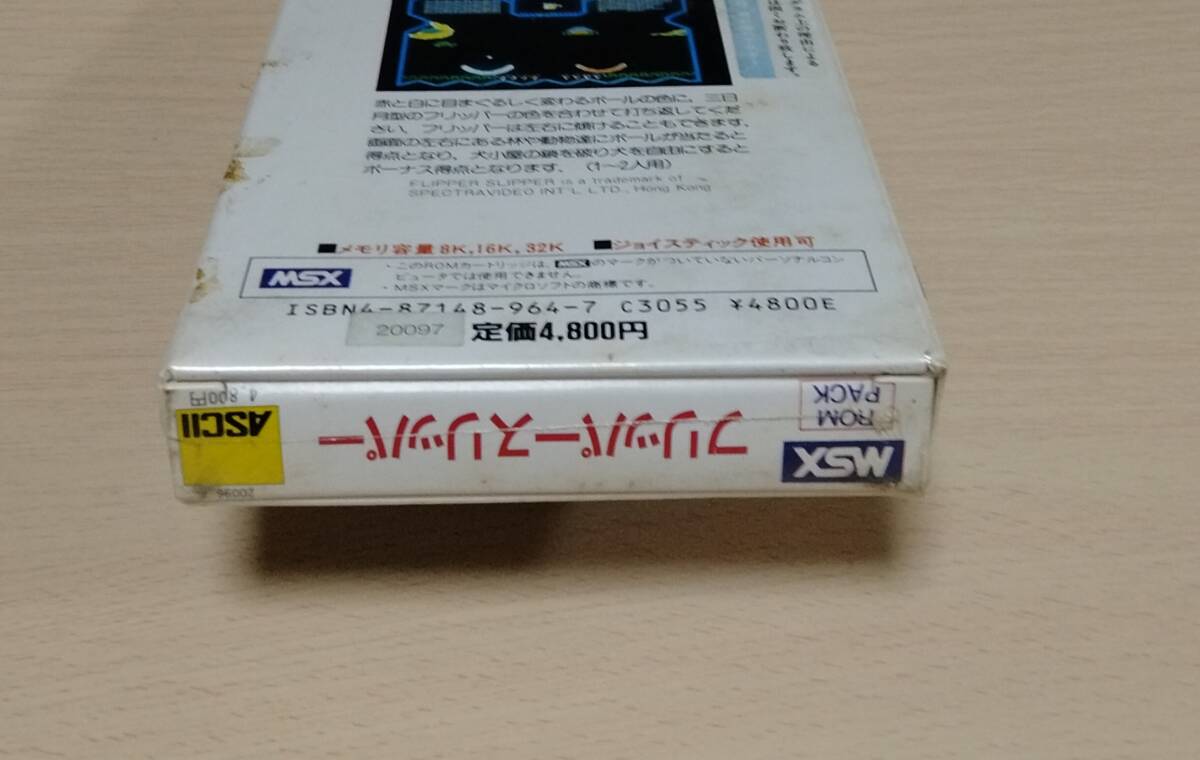 赤と白に目まぐるしく変わるボールの色に、三日
月型のフリッパーの色を合わせて打ち返してくだ
さい。フリッパーは左右に傾けることもできます。
画面の左右にある林や動物達にボールが当たると
得点となり、犬小屋の鎖を破り犬を自由にすると
ボーナス得点となります。 (1~2人用)
FLIPPER SLIPPER is a trademark of
SPECTRAVIDEO INT'L LTD., Hong Kong
■メモリ容量 8K, 16K, 32K ■ジョイスティック使用可
MSX
・このROMカートリッジは、MSXのマークがついていないパーソナルコン
ピュータでは使用できません。
・MSXマークはマイクロソフトの商標です。
ISBN4-87148-964-7 C3055 ¥4800E
20097 定価4,800円
MSX
ROM
PACK
フリッパースリッパー
4,800円
ASCII